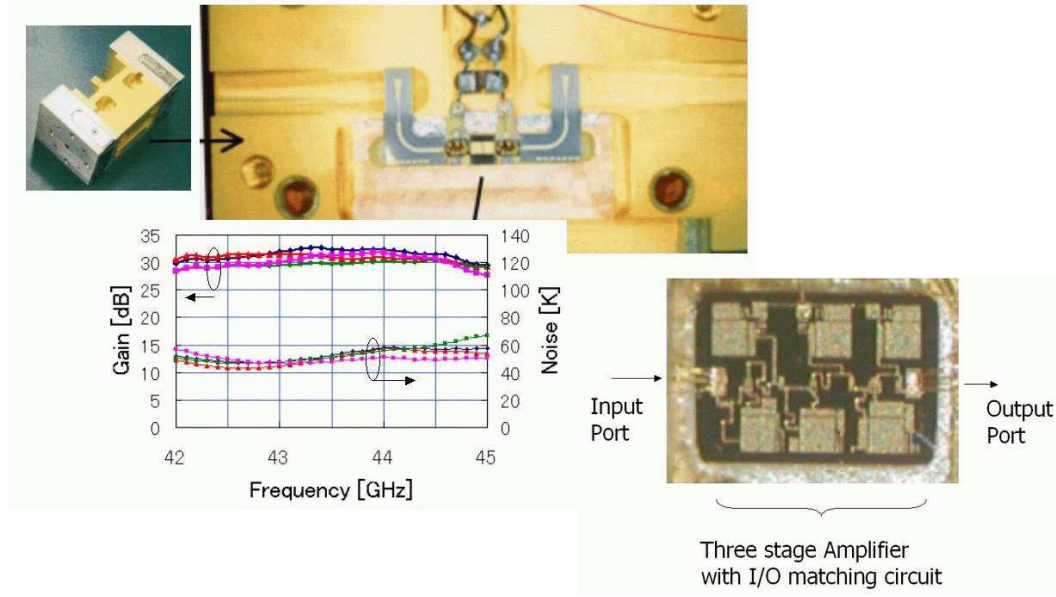 35
30
25
20
15
10
5
0
Gain [dB]
140
120
100
80
60
40
20
0
Noise [K]
42
43
44
45
Frequency [GHz]
Input
Port
Output
Port
Three stage Amplifier
with I/O matching circuit